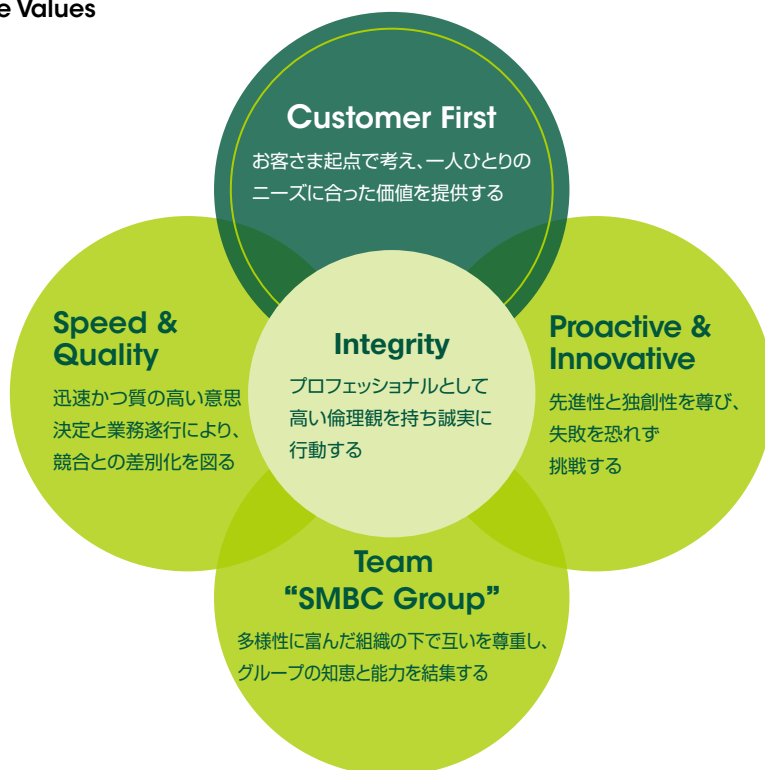 e Values
Customer First
お客さま起点で考え、一人ひとりの
ニーズに合った価値を提供する
Speed &
Quality
迅速かつ質の高い意思
決定と業務遂行により、
競合との差別化を図る
Integrity
プロフェッショナルとして
高い倫理観を持ち誠実に
行動する
Proactive &
Innovative
先進性と独創性を尊び、
失敗を恐れず
挑戦する
Team
“SMBC Group”
多様性に富んだ組織の下で互いを尊重し、
グループの知恵と能力を結集する